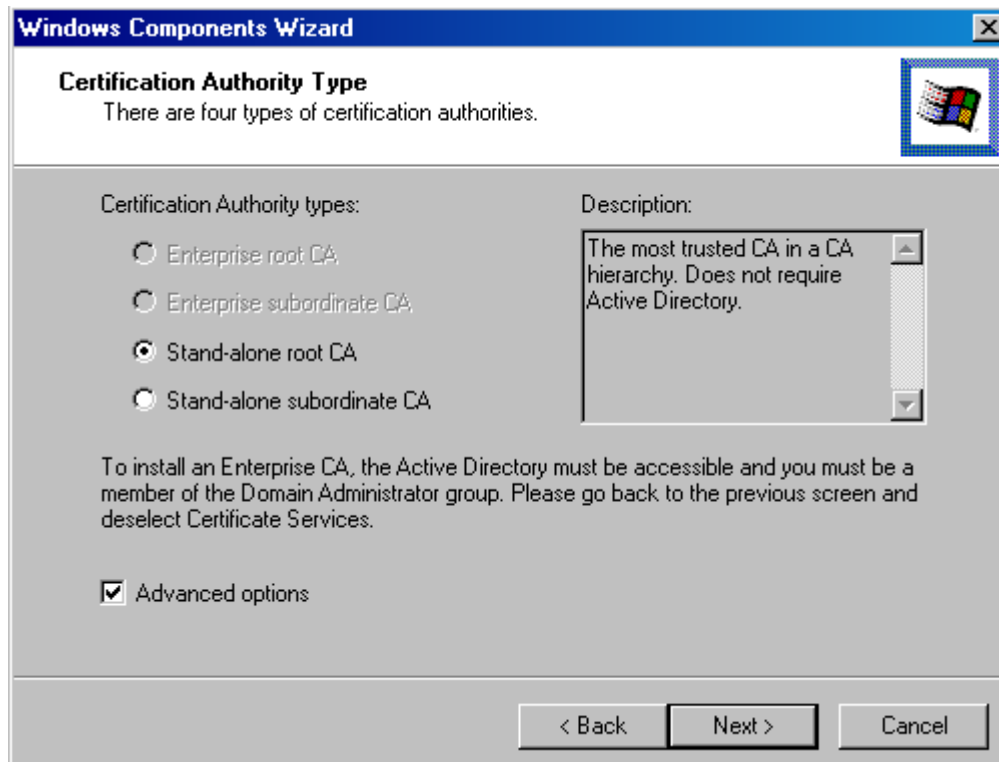 Windows Components Wizard
Certification Authority Type
There are four types of certification authorities.
Certification Authority types:
Enterprise root CA
Enterprise subordinate CA
Stand-alone root CA
Stand-alone subordinate CA
Description:
The most trusted CA in a CA
hierarchy. Does not require
Active Directory.
To install an Enterprise CA, the Active Directory must be accessible and you must be a
member of the Domain Administrator group. Please go back to the previous screen and
deselect Certificate Services.
Advanced options
< Back
Next >
Cancel